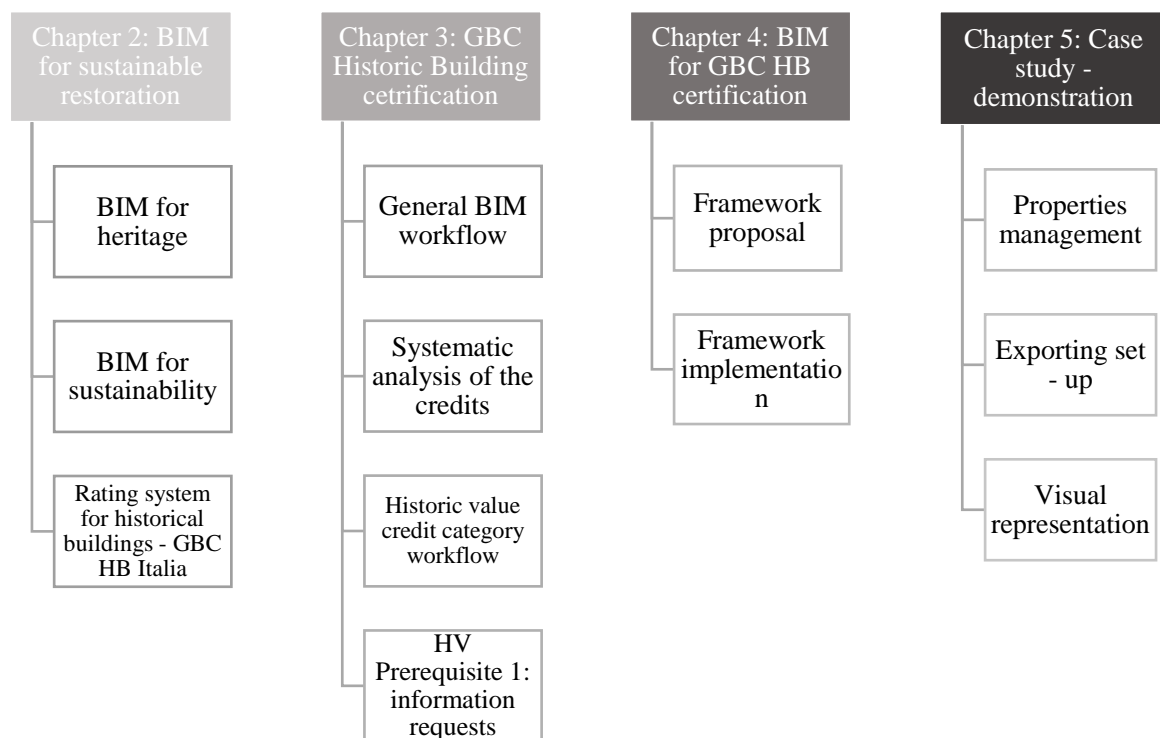 Chapter 2: BIM
for sustainable
restoration
BIM for
heritage
BIM for
sustainability
Rating system
for historical
buildings - GBC
HB Italia
Chapter 3: GBC
Historic Building
cetrification
General BIM
workflow
Systematic
analysis of the
credits
Historic value
credit category
workflow
HV
Prerequisite 1:
information
requests
Chapter 4: BIM
for GBC HB
certification
Framework
proposal
Framework
implementatio
n
Chapter 5: Case
study -
demonstration
Properties
management
Exporting set
- up
Visual
representation